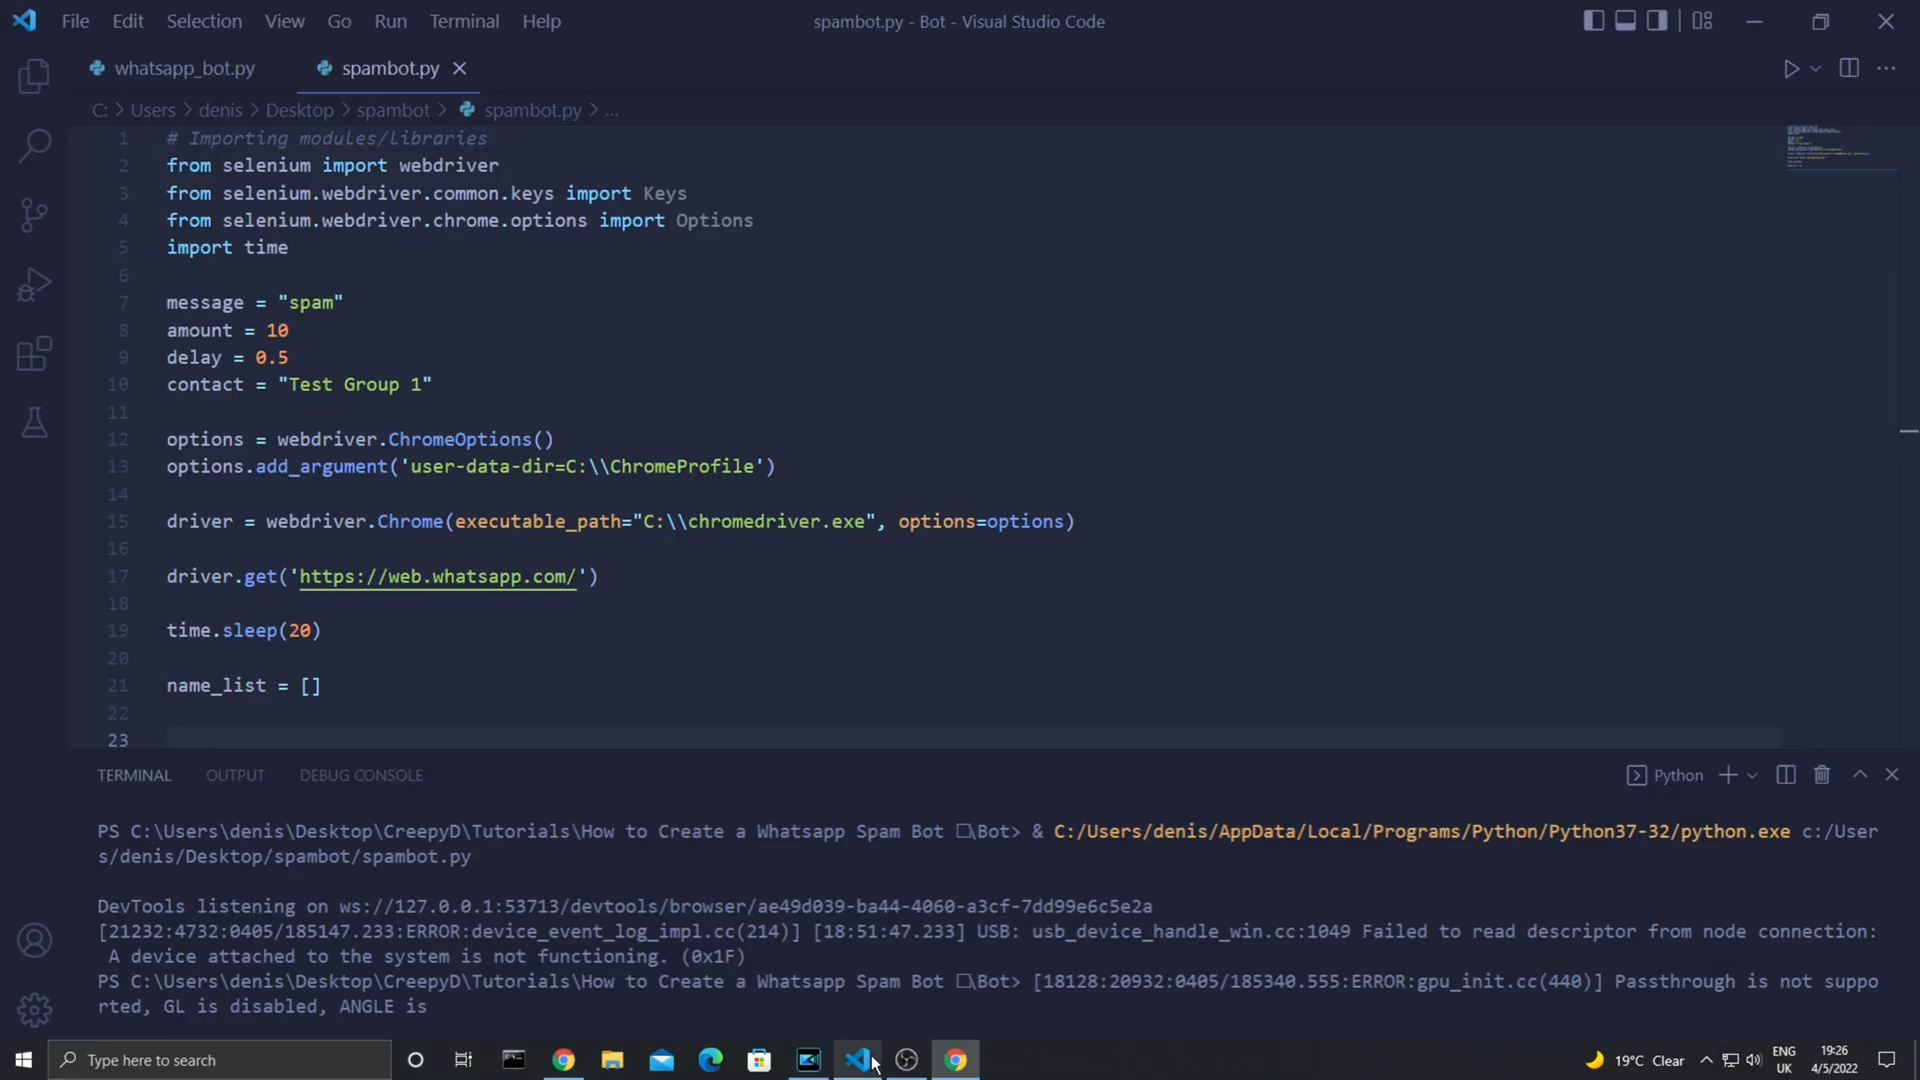 File Edit Selection View Go Run Terminal Help
spambot.py - Bot - Visual Studio Code
whatsapp_bot.py
spambot.py
C: > Users > denis > Desktop > spambot > spambot.py > ...
1 # Importing modules/libraries
2 from selenium import webdriver
3 from selenium.webdriver.common.keys import Keys
4 from selenium.webdriver.chrome.options import Options
5 import time
6
7 message = "spam"
8 amount = 10
9 delay = 0.5
10 contact = "Test Group 1"
11
12 options = webdriver.ChromeOptions()
13 options.add_argument('user-data-dir=C:\\ChromeProfile')
14
15 driver = webdriver.Chrome(executable_path="C:\\chromedriver.exe", options=options)
16
17 driver.get('https://web.whatsapp.com/')
18
19 time.sleep(20)
20
21 name_list = []
22
23
TERMINAL OUTPUT DEBUG CONSOLE
Python
PS C:\Users\denis\Desktop\CreepyD\Tutorials\How to Create a Whatsapp Spam Bot □\Bot> & C:/Users/denis/AppData/Local/Programs/Python/Python37-32/python.exe c:/User
s/denis/Desktop/spambot/spambot.py
DevTools listening on ws://127.0.0.1:53713/devtools/browser/ae49d039-ba44-4060-a3cf-7dd99e6c5e2a
[21232:4732:0405/185147.233:ERROR:device_event_log_impl.cc(214)] [18:51:47.233] USB: usb_device_handle_win.cc:1049 Failed to read descriptor from node connection:
A device attached to the system is not functioning. (0x1F)
PS C:\Users\denis\Desktop\CreepyD\Tutorials\How to Create a Whatsapp Spam Bot □\Bot> [18128:20932:0405/185340.555:ERROR:gpu_init.cc(440)] Passthrough is not suppo
rted, GL is disabled, ANGLE is
Type here to search
19°C Clear
ENG
UK
19:26
4/5/2022